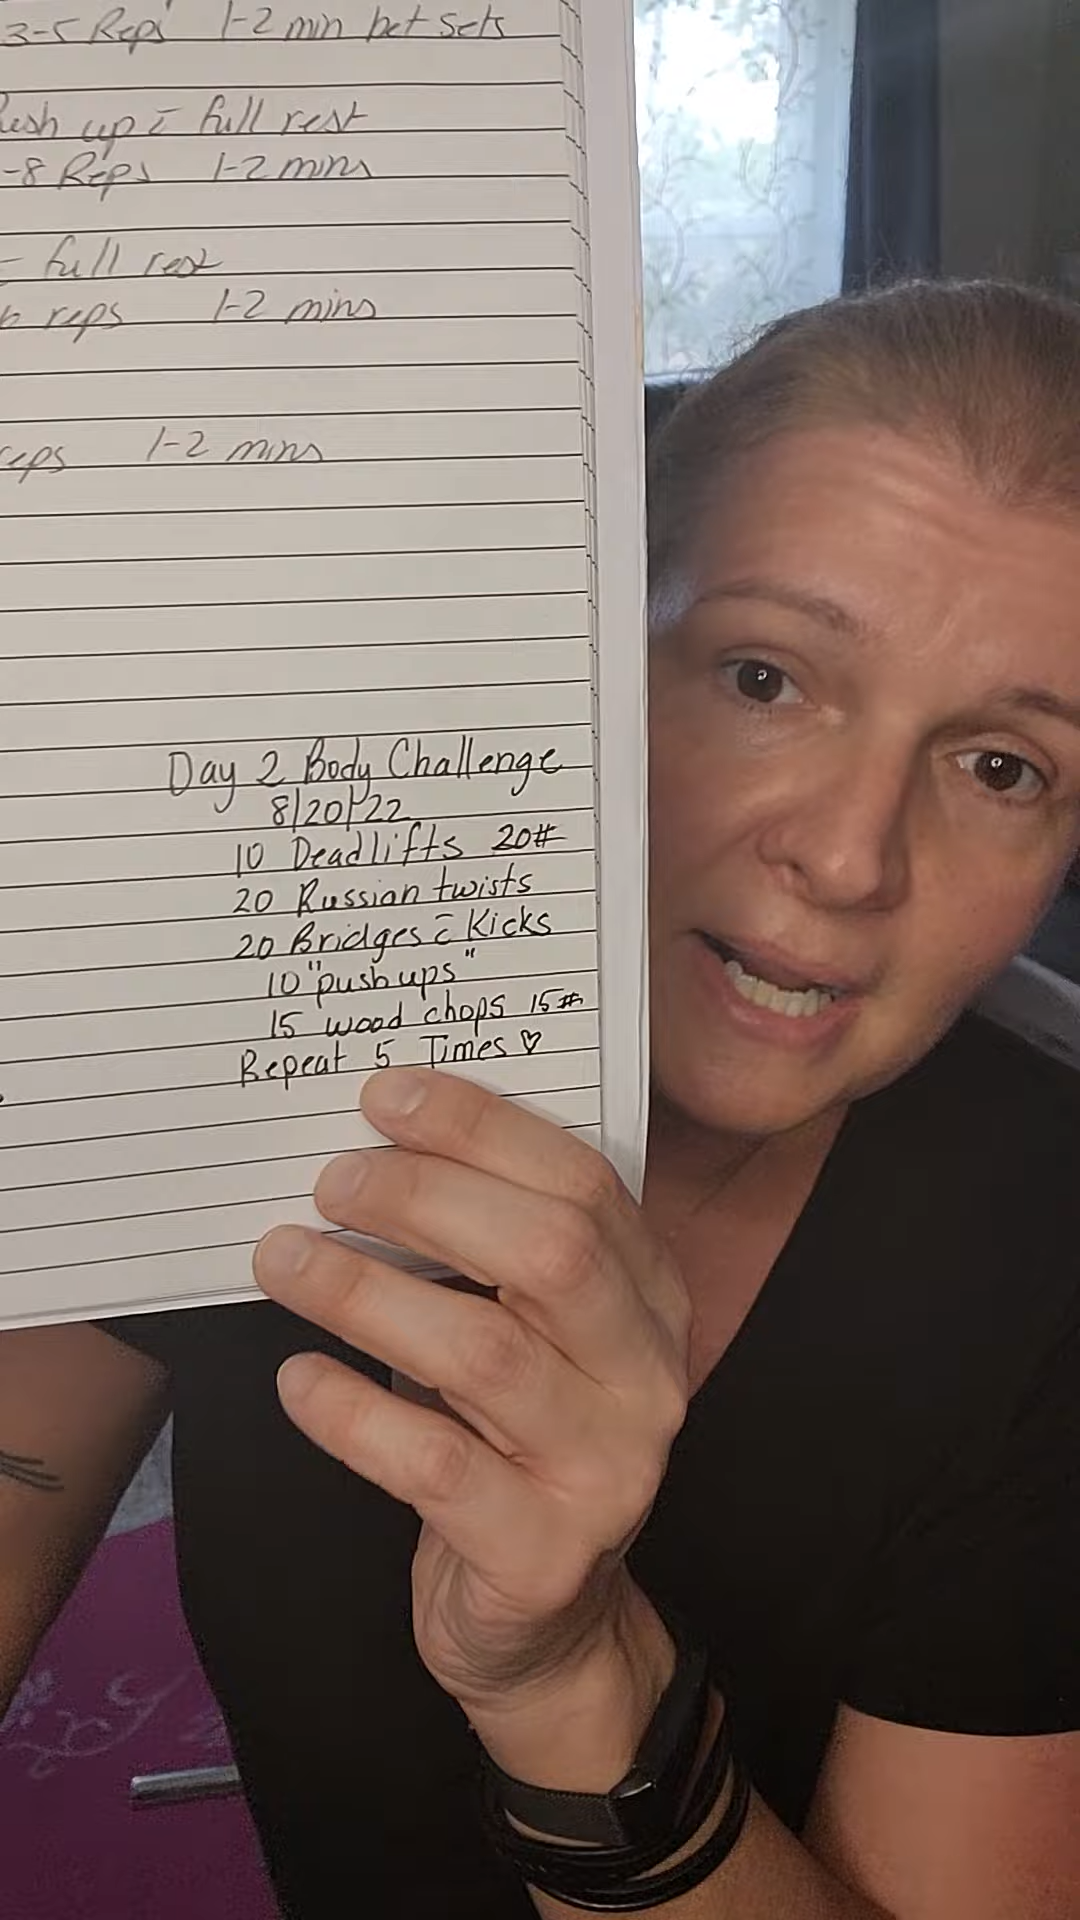 3-5 Reps 1-2 min bet sets
up c̄ full rest
-8 Reps 1-2 mins
- full rest
reps 1-2 mins
reps 1-2 mins
Day 2 Body Challenge
8/20/22
10 Deadlifts 20#
20 Russian twists
20 Bridges c̄ Kicks
10 "push ups"
15 wood chops 15#
Repeat 5 Times ♡